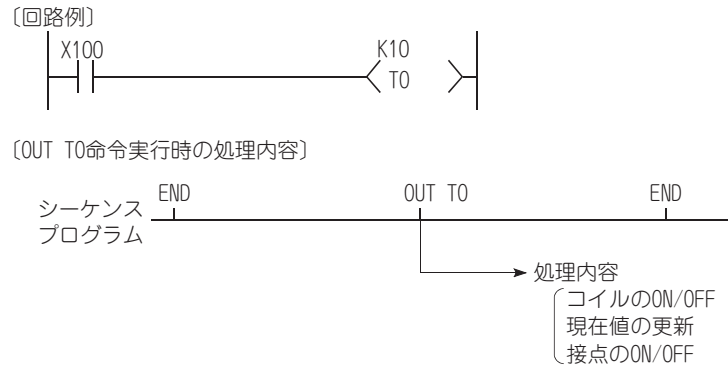 〔回路例〕
X100
K10
T0
〔OUT T0命令実行時の処理内容〕
シーケンス
プログラム
END
OUT T0
END
処理内容
コイルのON/OFF
現在値の更新
接点のON/OFF